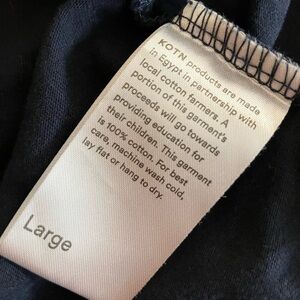 KOTN products are made
in Egypt in partnership with
local cotton farmers. A
portion of this garment's
proceeds will go towards
providing education for
their children. This garment
is 100% cotton. For best
care, machine wash cold,
lay flat or hang to dry.
Large